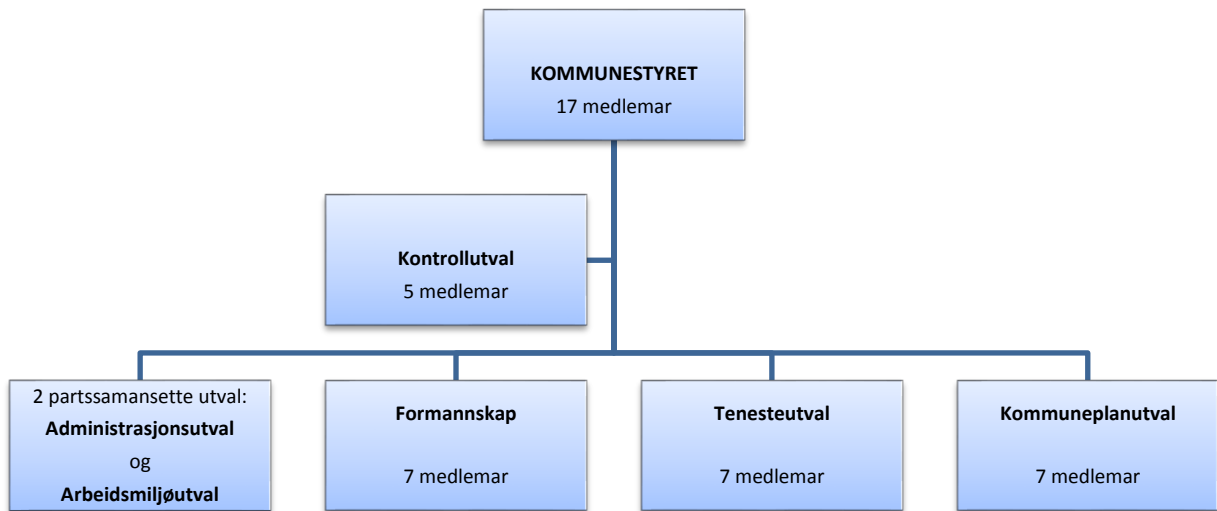 KOMMUNESTYRET
17 medlemar
Kontrollutval
5 medlemar
2 partssamansette utval:
Administrasjonsutval
og
Arbeidsmiljøutval
Formannskap
7 medlemar
Tenesteutval
7 medlemar
Kommuneplanutval
7 medlemar